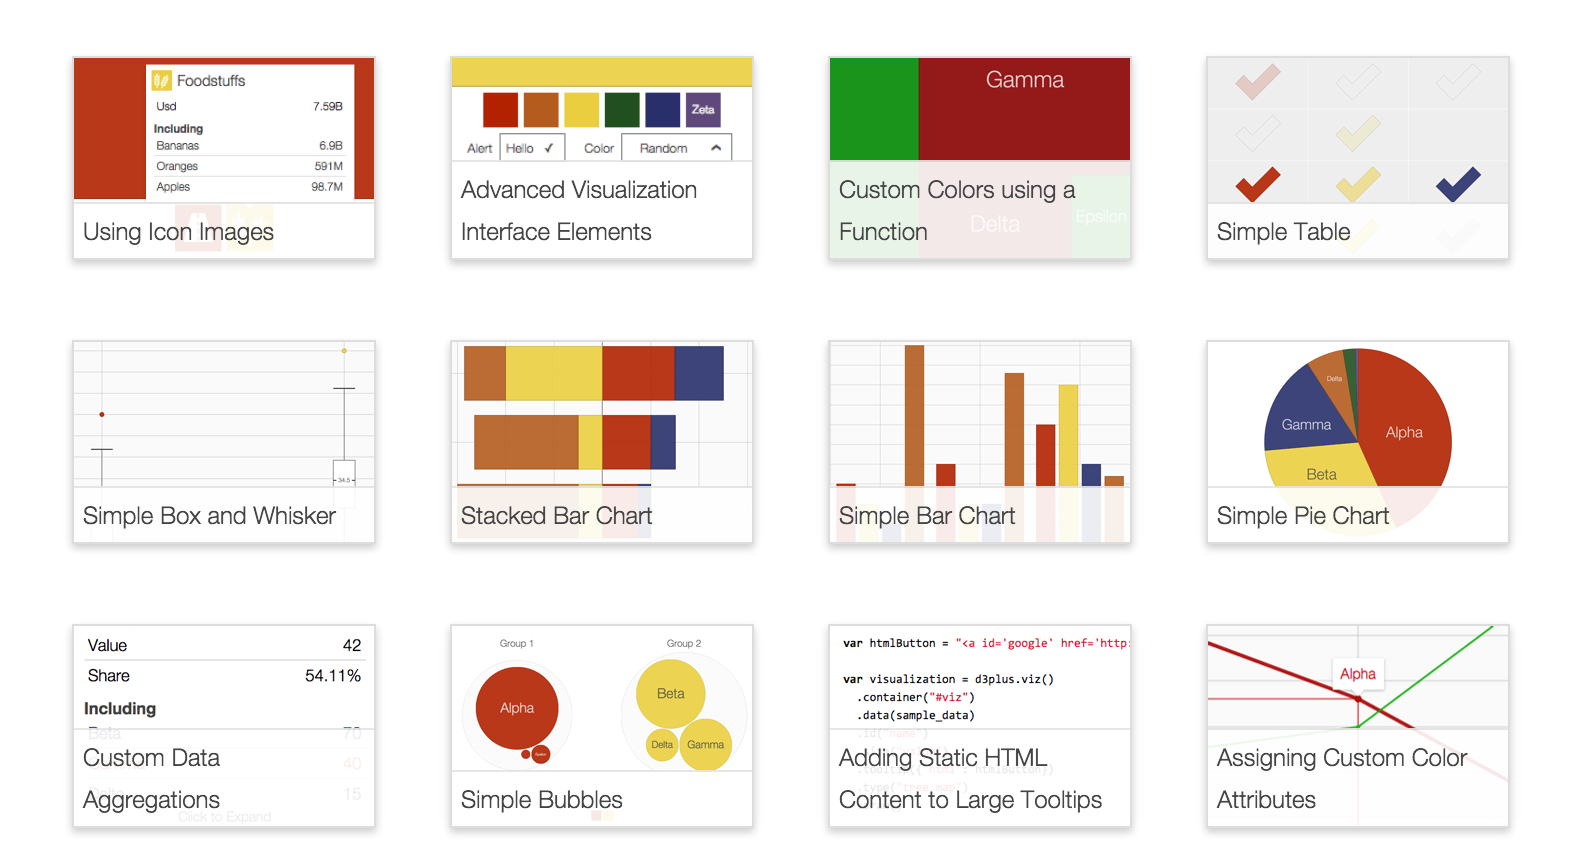 Foodstuffs
Usd 7.59B
Including
Bananas 6.9B
Oranges 591M
Apples 98.7M
Using Icon Images
Zeta
Alert Hello ✓ Color Random
Advanced Visualization
Interface Elements
Gamma
Delta
Epsilon
Custom Colors using a
Function
Simple Table
34.5
Simple Box and Whisker
Stacked Bar Chart
Simple Bar Chart
Delta
Gamma
Alpha
Beta
Simple Pie Chart
Value 42
Share 54.11%
Including
Beta 70
40
15
Click to Expand
Custom Data
Aggregations
Group 1
Group 2
Alpha
Beta
Delta
Gamma
Simple Bubbles
var htmlButton = "<a id='google' href='http:
var visualization = d3plus.viz()
.container("#viz")
.data(sample_data)
.id("name")
htmlButton})
.type("tree_map")
Adding Static HTML
Content to Large Tooltips
Alpha
Assigning Custom Color
Attributes